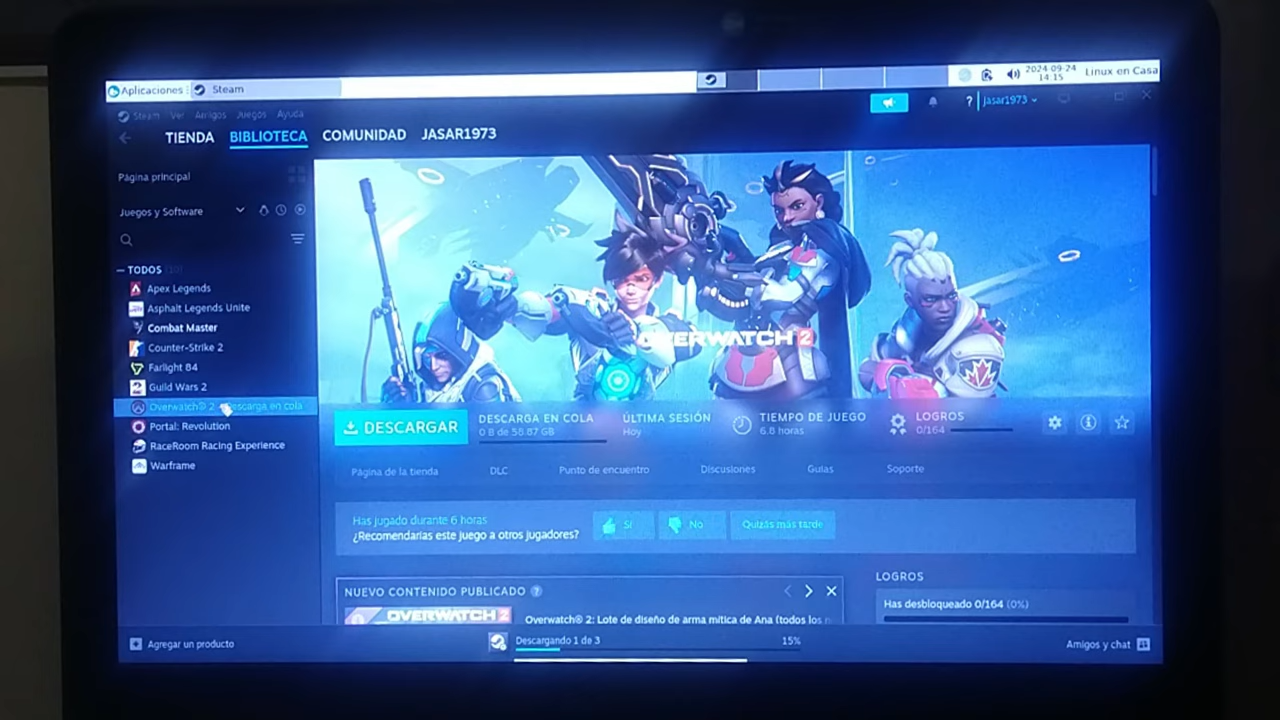 Aplicaciones
Steam
2024-09-24
14:15
Linux en Casa
Steam Ver Amigos Juegos Ayuda
? jasar1973
TIENDA BIBLIOTECA COMUNIDAD JASAR1973
Página principal
Juegos y Software
— TODOS (10)
Apex Legends
Asphalt Legends Unite
Combat Master
Counter-Strike 2
Farlight 84
Guild Wars 2
Overwatch® 2 - Descarga en cola
Portal: Revolution
RaceRoom Racing Experience
Warframe
OVERWATCH 2
DESCARGAR
DESCARGA EN COLA
0 B de 58.87 GB
ÚLTIMA SESIÓN
Hoy
TIEMPO DE JUEGO
6.8 horas
LOGROS
0/164
Página de la tienda
DLC
Punto de encuentro
Discusiones
Guías
Soporte
Has jugado durante 6 horas
¿Recomendarías este juego a otros jugadores?
Sí
No
Quizás más tarde
NUEVO CONTENIDO PUBLICADO ?
OVERWATCH 2
Overwatch® 2: Lote de diseño de arma mítica de Ana (todos los n
LOGROS
Has desbloqueado 0/164 (0%)
Agregar un producto
Descargando 1 de 3
15%
Amigos y chat